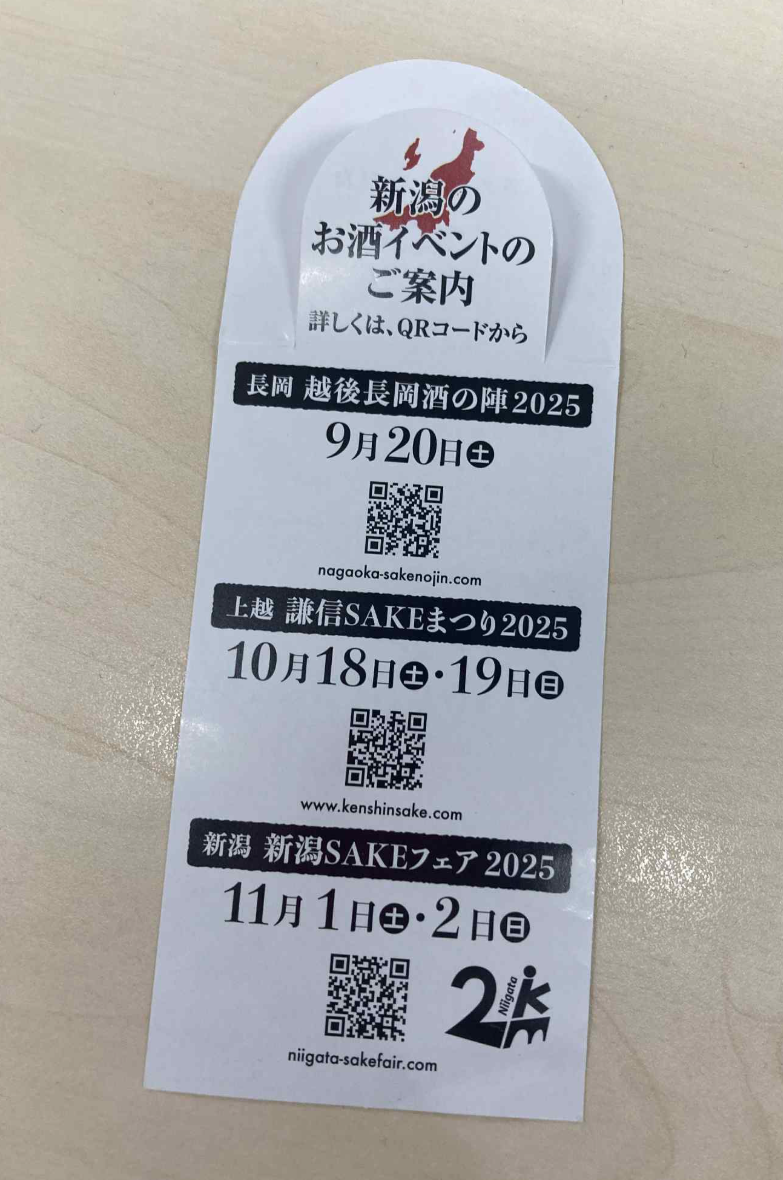 新潟の
お酒イベントの
ご案内
詳しくは、QRコードから
長岡 越後長岡酒の陣2025
9月20日土
nagaoka-sakenojin.com
上越 謙信SAKEまつり2025
10月18日土・19日日
www.kenshinsake.com
新潟 新潟SAKEフェア2025
11月1日土・2日日
2km Niigata
niigata-sakefair.com